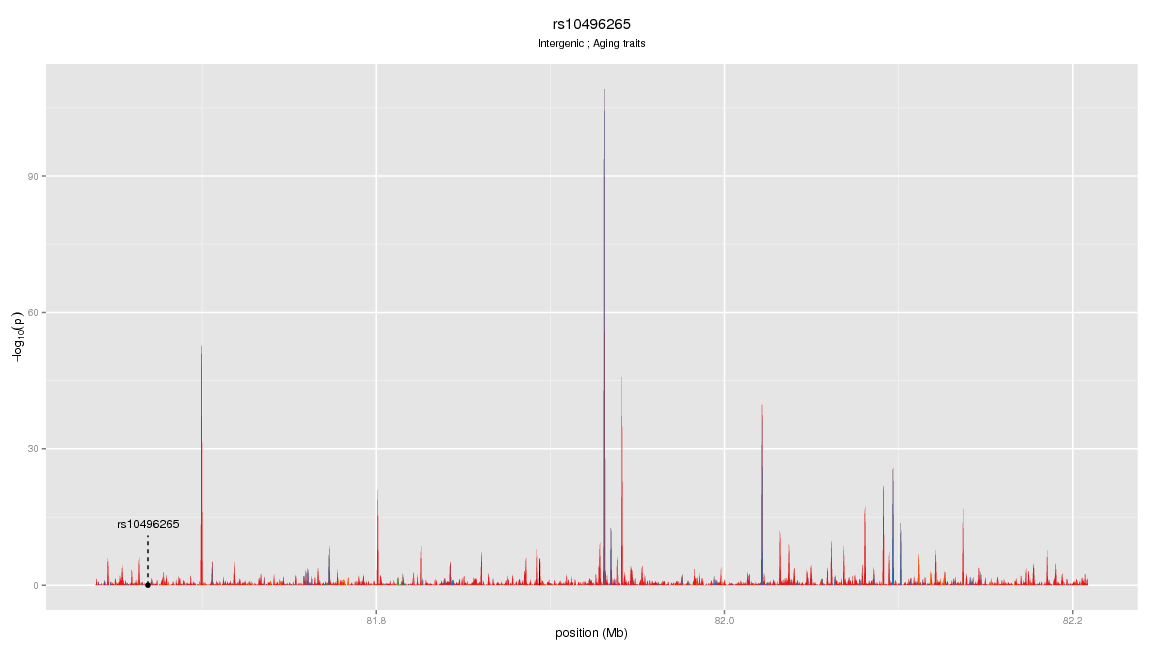 rs10496265
Intergenic ; Aging traits
90
60
30
0
−log10(p)
rs10496265
81.8
82.0
82.2
position (Mb)